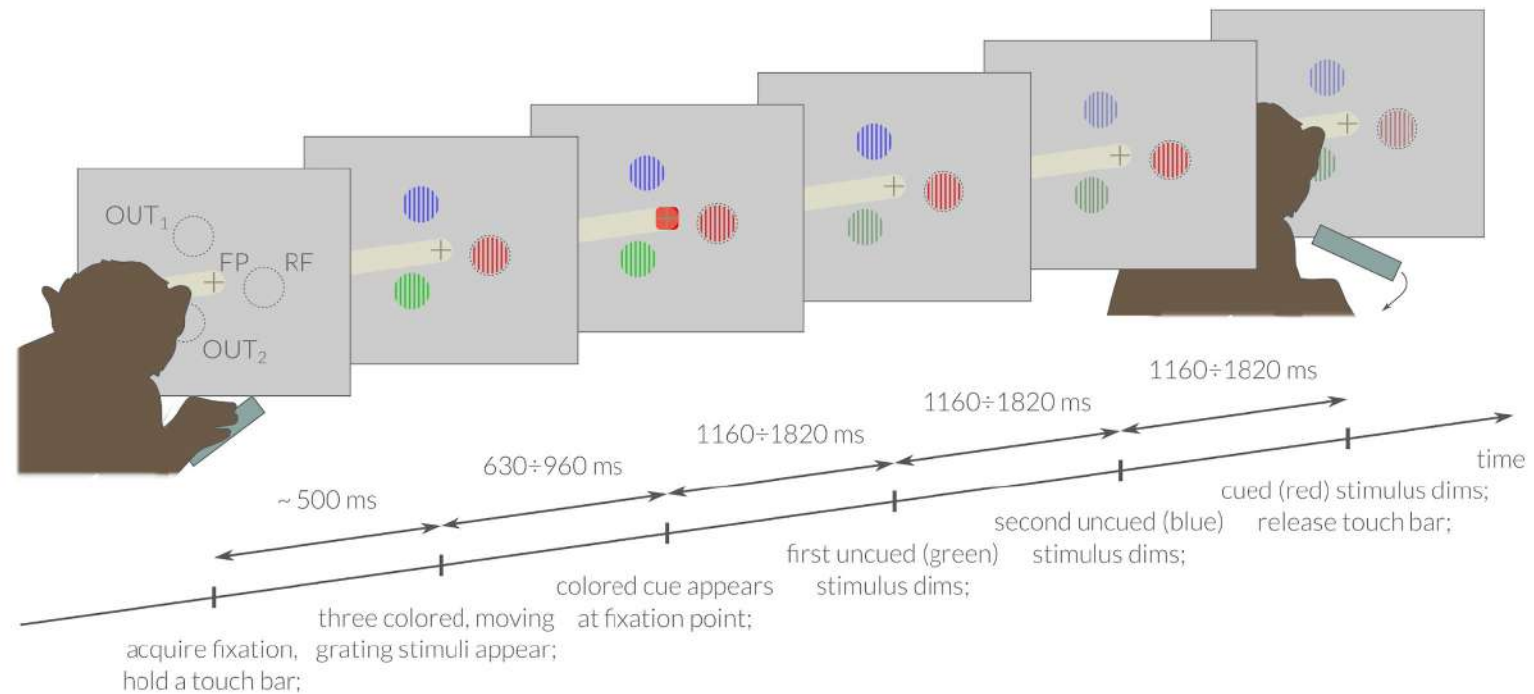 OUT₁
FP
RF
OUT₂
~ 500 ms
630÷960 ms
1160÷1820 ms
1160÷1820 ms
1160÷1820 ms
time
acquire fixation,
hold a touch bar;
three colored, moving
grating stimuli appear;
colored cue appears
at fixation point;
first uncued (green)
stimulus dims;
second uncued (blue)
stimulus dims;
cued (red) stimulus dims;
release touch bar;